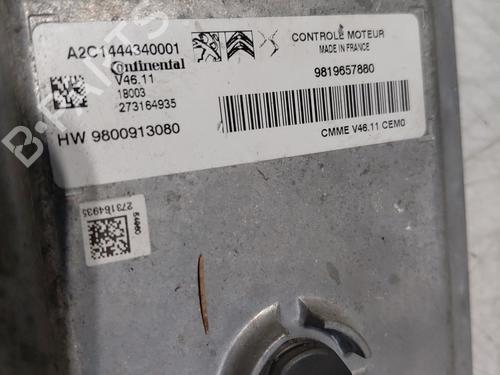 A2C1444340001
Continental
V46.11
18003
273164935
HW 9800913080
CONTROLE MOTEUR
MADE IN FRANCE
9819657880
CMME V46.11 CEM0
273164935
B-PARTS